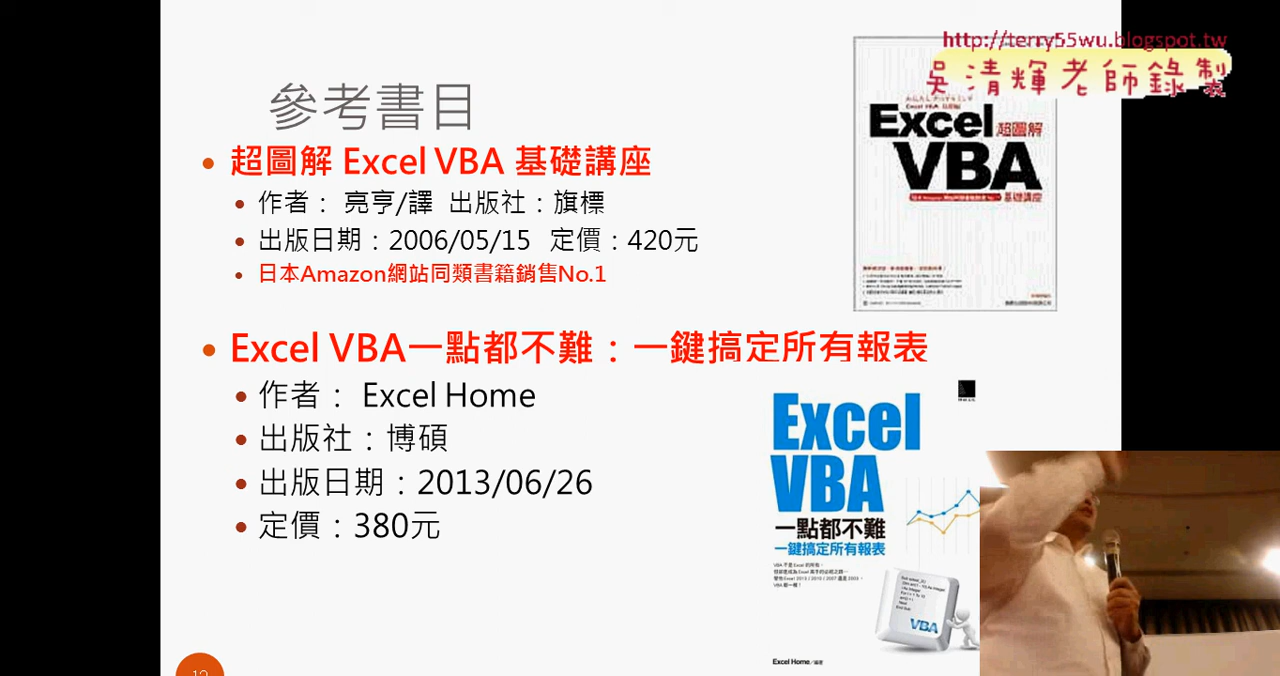 http://terry55wu.blogspot.tw
吳清輝老師錄製
參考書目
超圖解 Excel VBA 基礎講座
作者： 亮亨/譯 出版社：旗標
出版日期：2006/05/15 定價：420元
日本Amazon網站同類書籍銷售No.1
Excel 超圖解
VBA
基礎講座
Excel VBA一點都不難：一鍵搞定所有報表
作者： Excel Home
出版社：博碩
出版日期：2013/06/26
定價：380元
Excel
VBA
一點都不難
一鍵搞定所有報表
VBA
Excel Home／編著
12